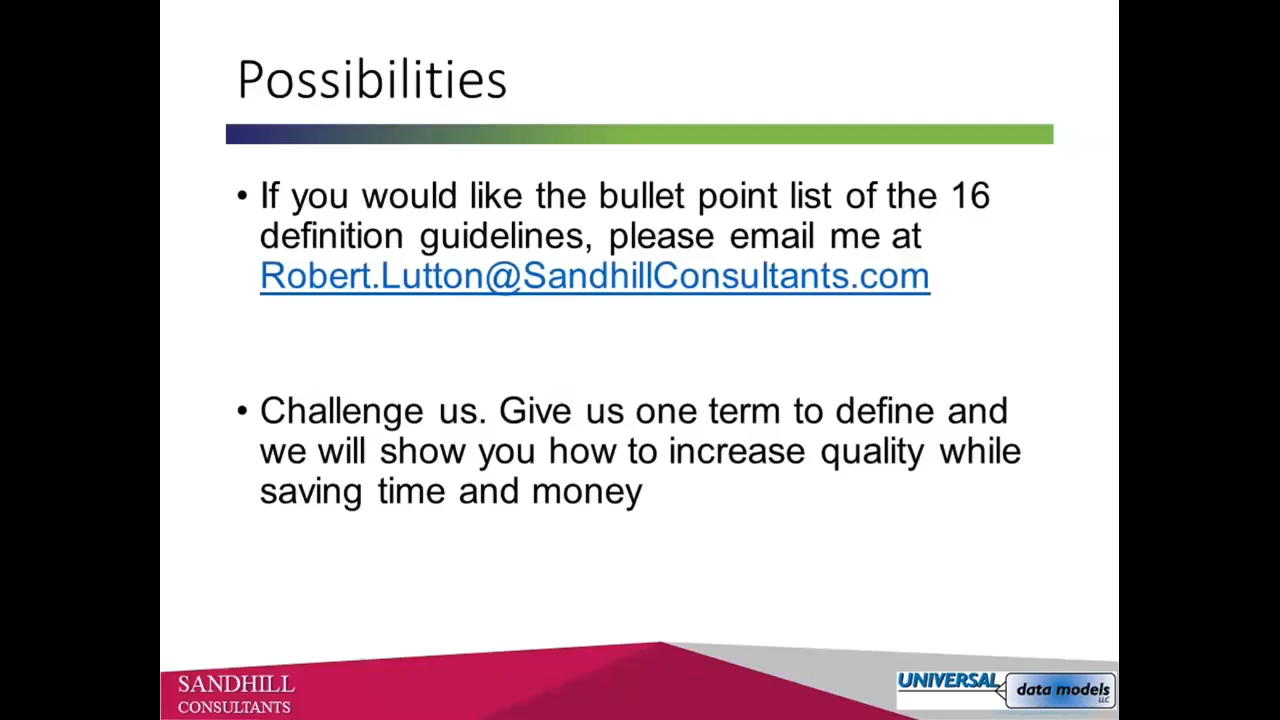 Possibilities
• If you would like the bullet point list of the 16
definition guidelines, please email me at
Robert.Lutton@SandhillConsultants.com
• Challenge us. Give us one term to define and
we will show you how to increase quality while
saving time and money
SANDHILL
CONSULTANTS
UNIVERSAL
data models
LLC